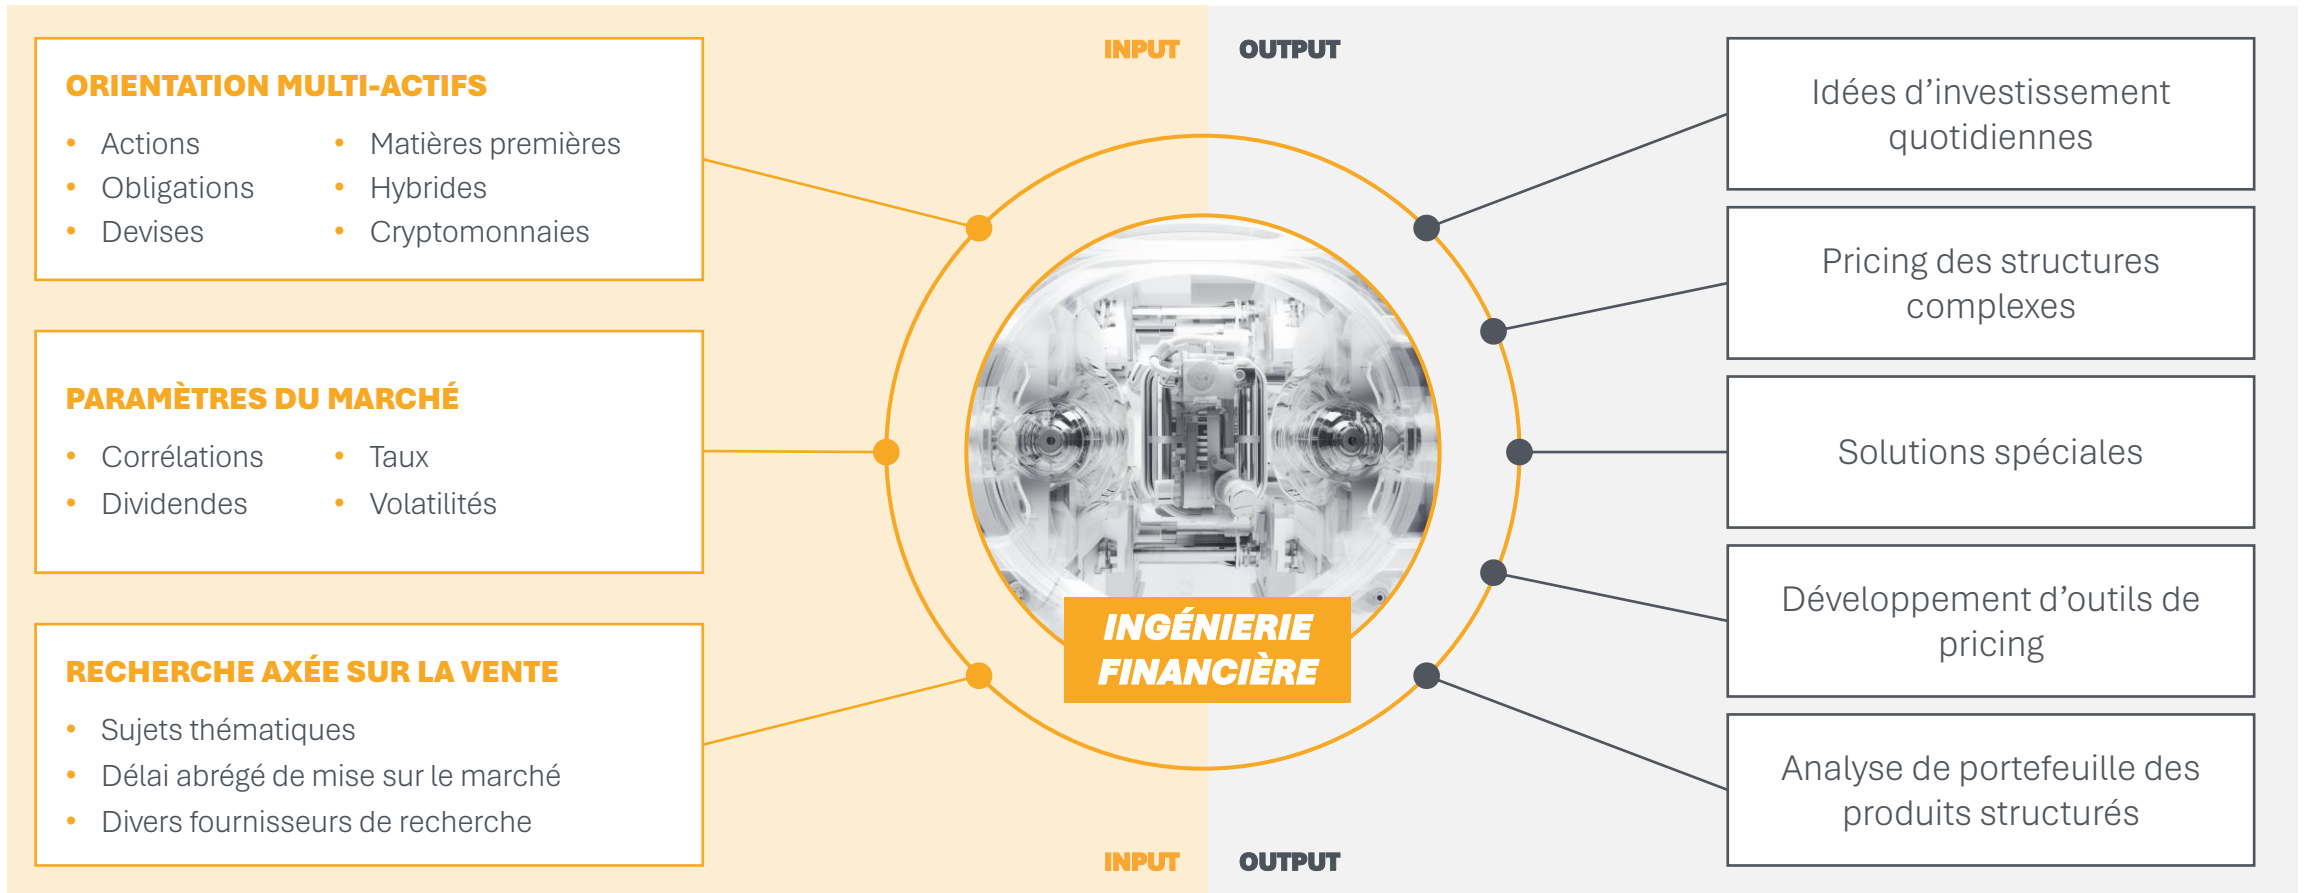 INPUT
OUTPUT
ORIENTATION MULTI-ACTIFS
• Actions
• Obligations
• Devises
• Matières premières
• Hybrides
• Cryptomonnaies
PARAMÈTRES DU MARCHÉ
• Corrélations
• Dividendes
• Taux
• Volatilités
RECHERCHE AXÉE SUR LA VENTE
• Sujets thématiques
• Délai abrégé de mise sur le marché
• Divers fournisseurs de recherche
INGÉNIERIE
FINANCIÈRE
Idées d’investissement
quotidiennes
Pricing des structures
complexes
Solutions spéciales
Développement d’outils de
pricing
Analyse de portefeuille des
produits structurés
INPUT
OUTPUT